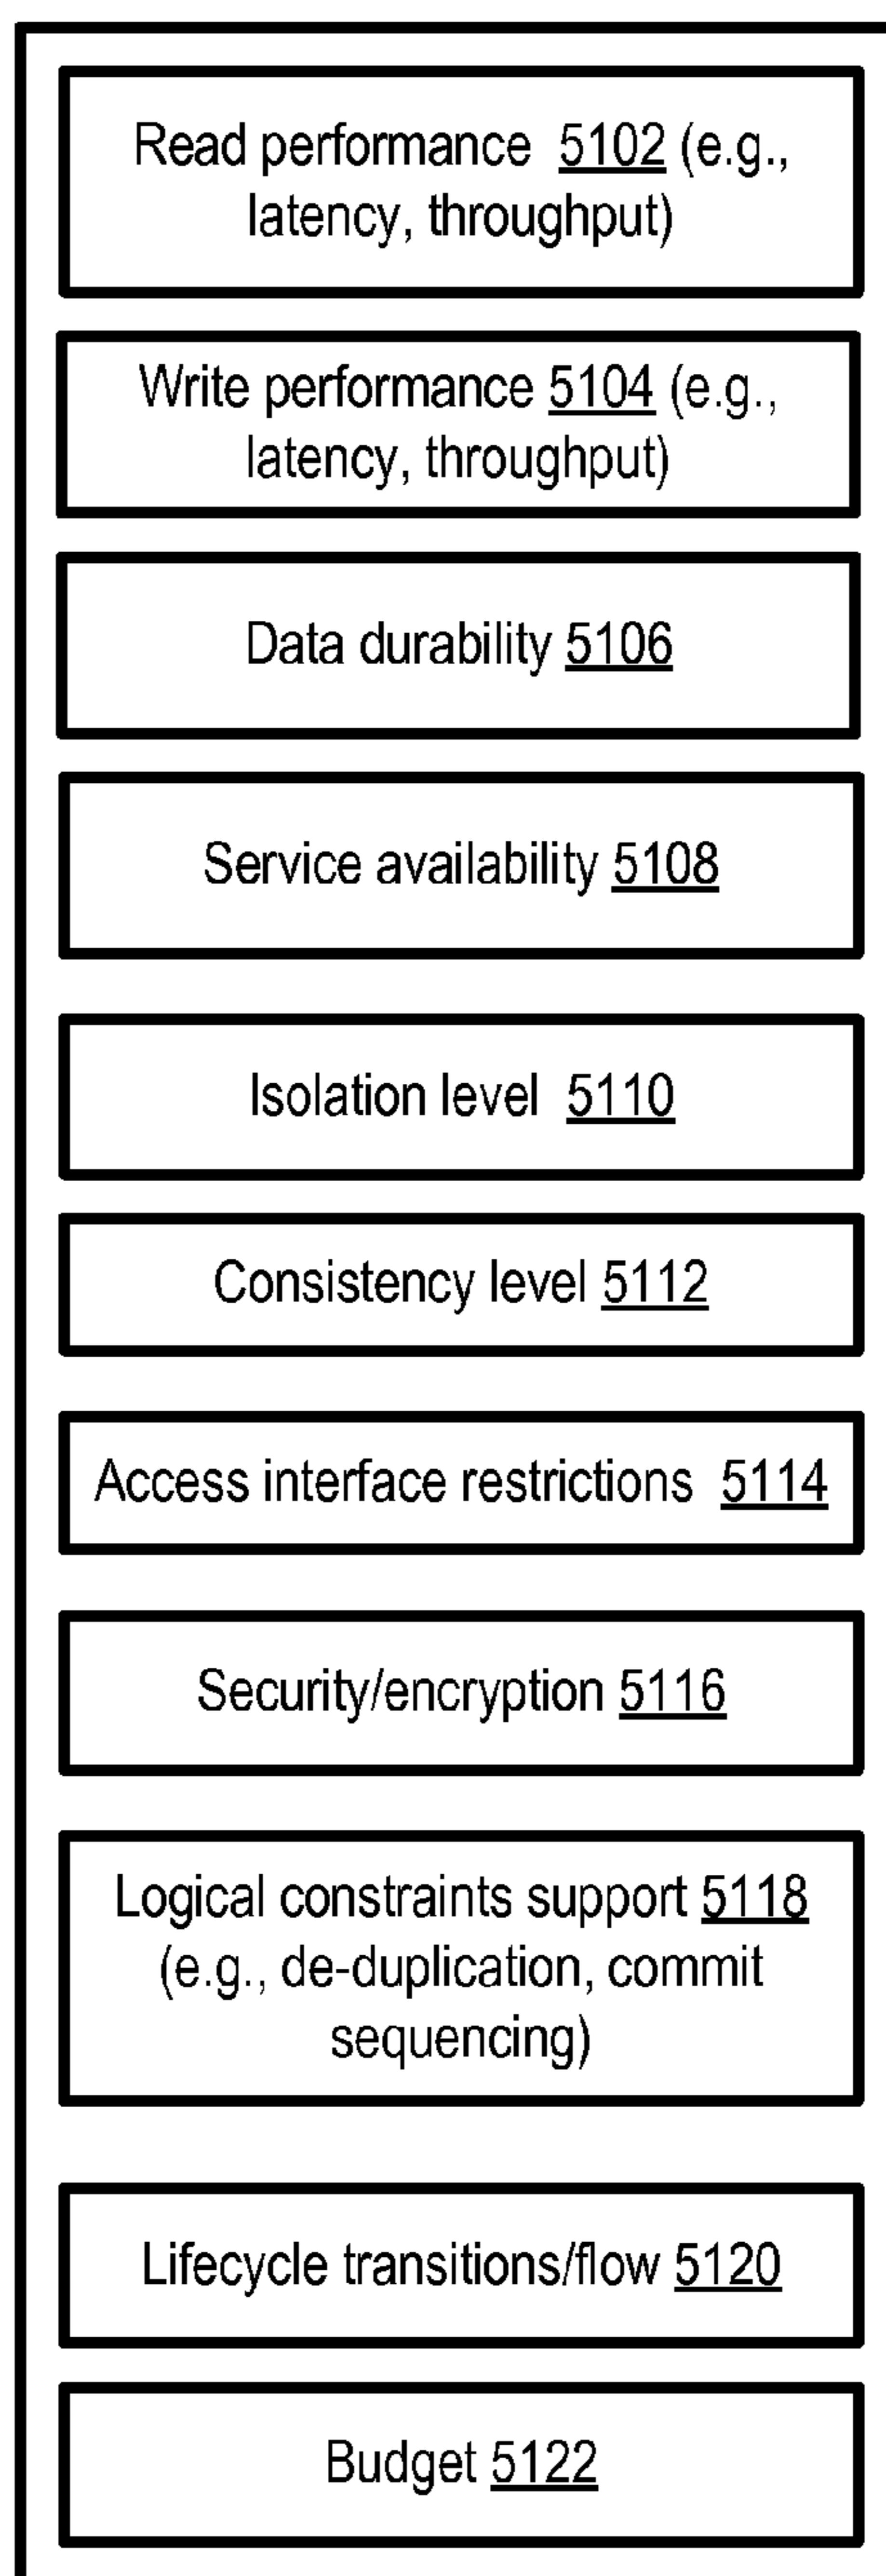 Read performance 5102 (e.g.,
latency, throughput)
Write performance 5104 (e.g.,
latency, throughput)
Data durability 5106
Service availability 5108
Isolation level 5110
Consistency level 5112
Access interface restrictions 5114
Security/encryption 5116
Logical constraints support 5118
(e.g., de-duplication, commit
sequencing)
Lifecycle transitions/flow 5120
Budget 5122